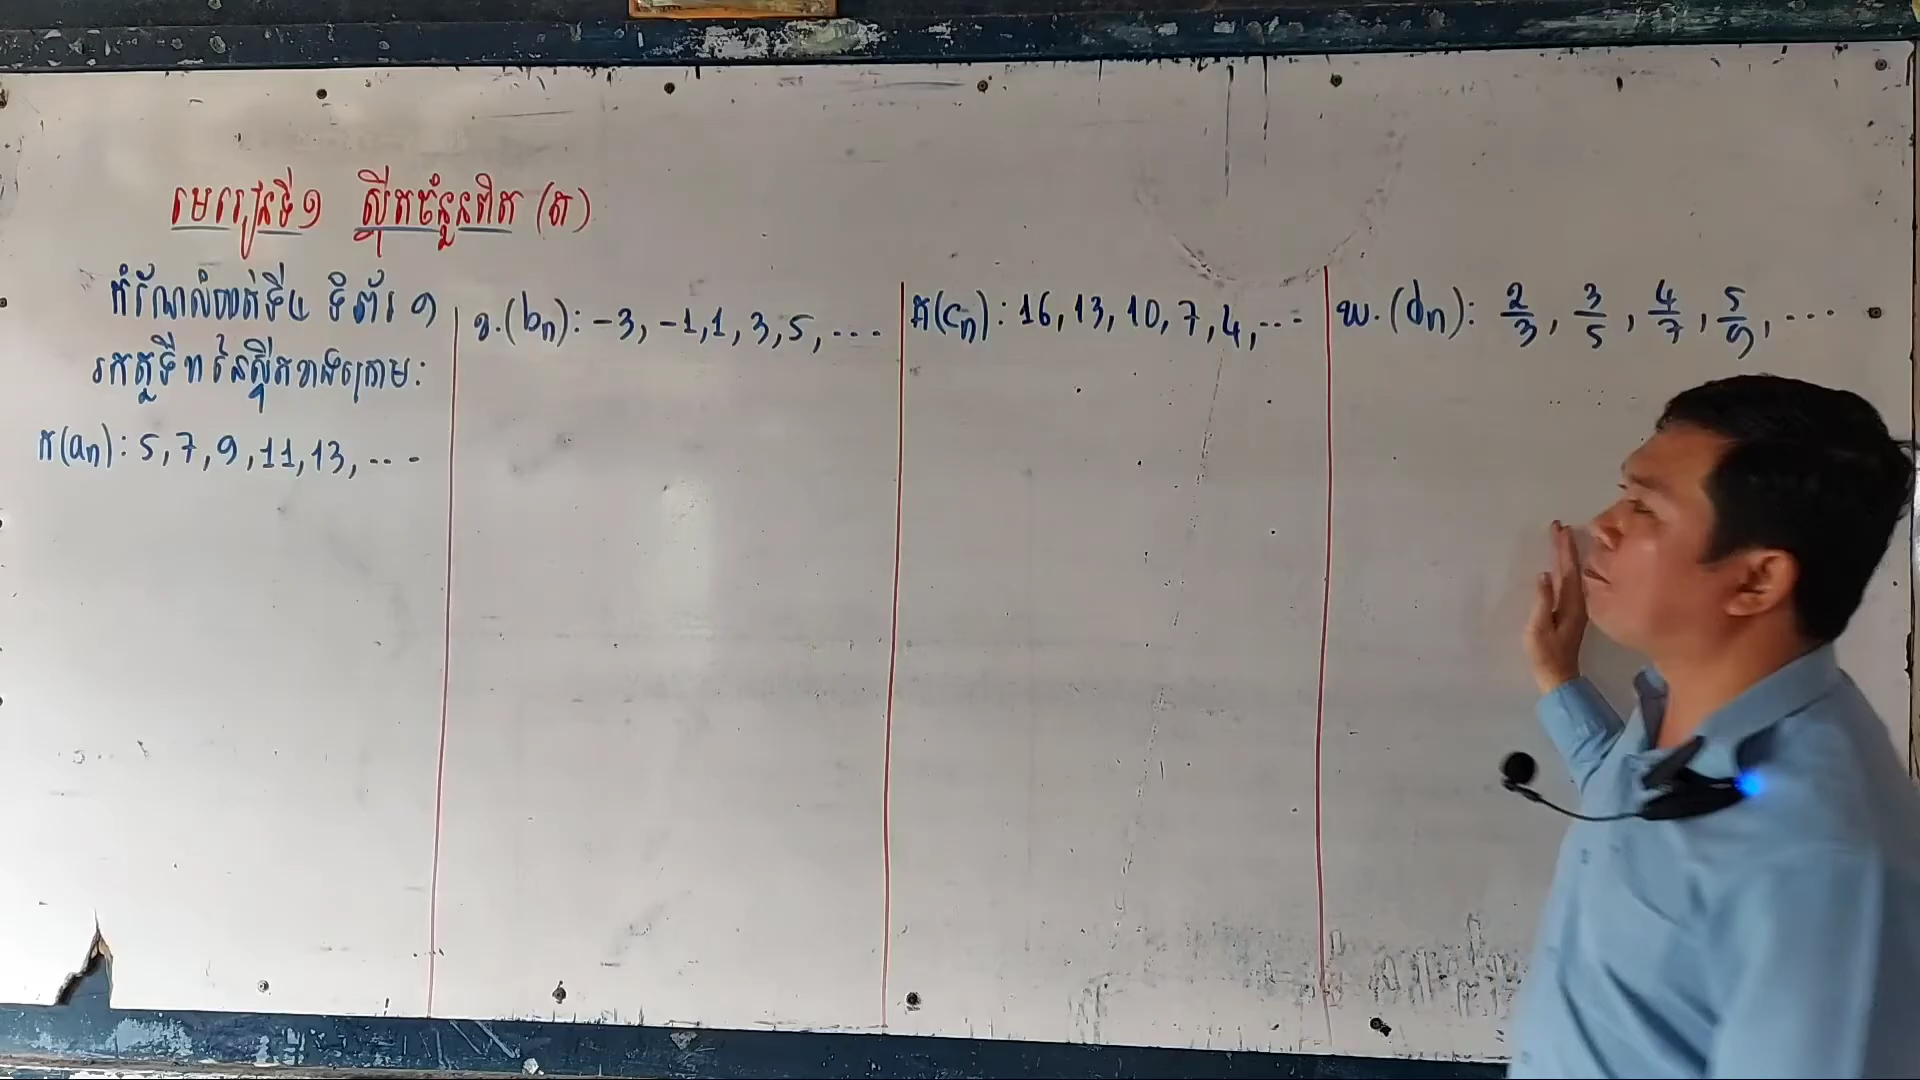 មេរៀនទី១ ស្វ៊ីតចំនួនពិត (ត)
កំណែលំហាត់ទី៤ ទំព័រ ១
រកតួទី n នៃស្វ៊ីតខាងក្រោម:
ក(aₙ): 5, 7, 9, 11, 13, ...
ខ.(bₙ): -3, -1, 1, 3, 5, ....
គ(cₙ): 16, 13, 10, 7, 4, ...
ឃ.(dₙ): 2/3, 3/5, 4/7, 5/9, ...